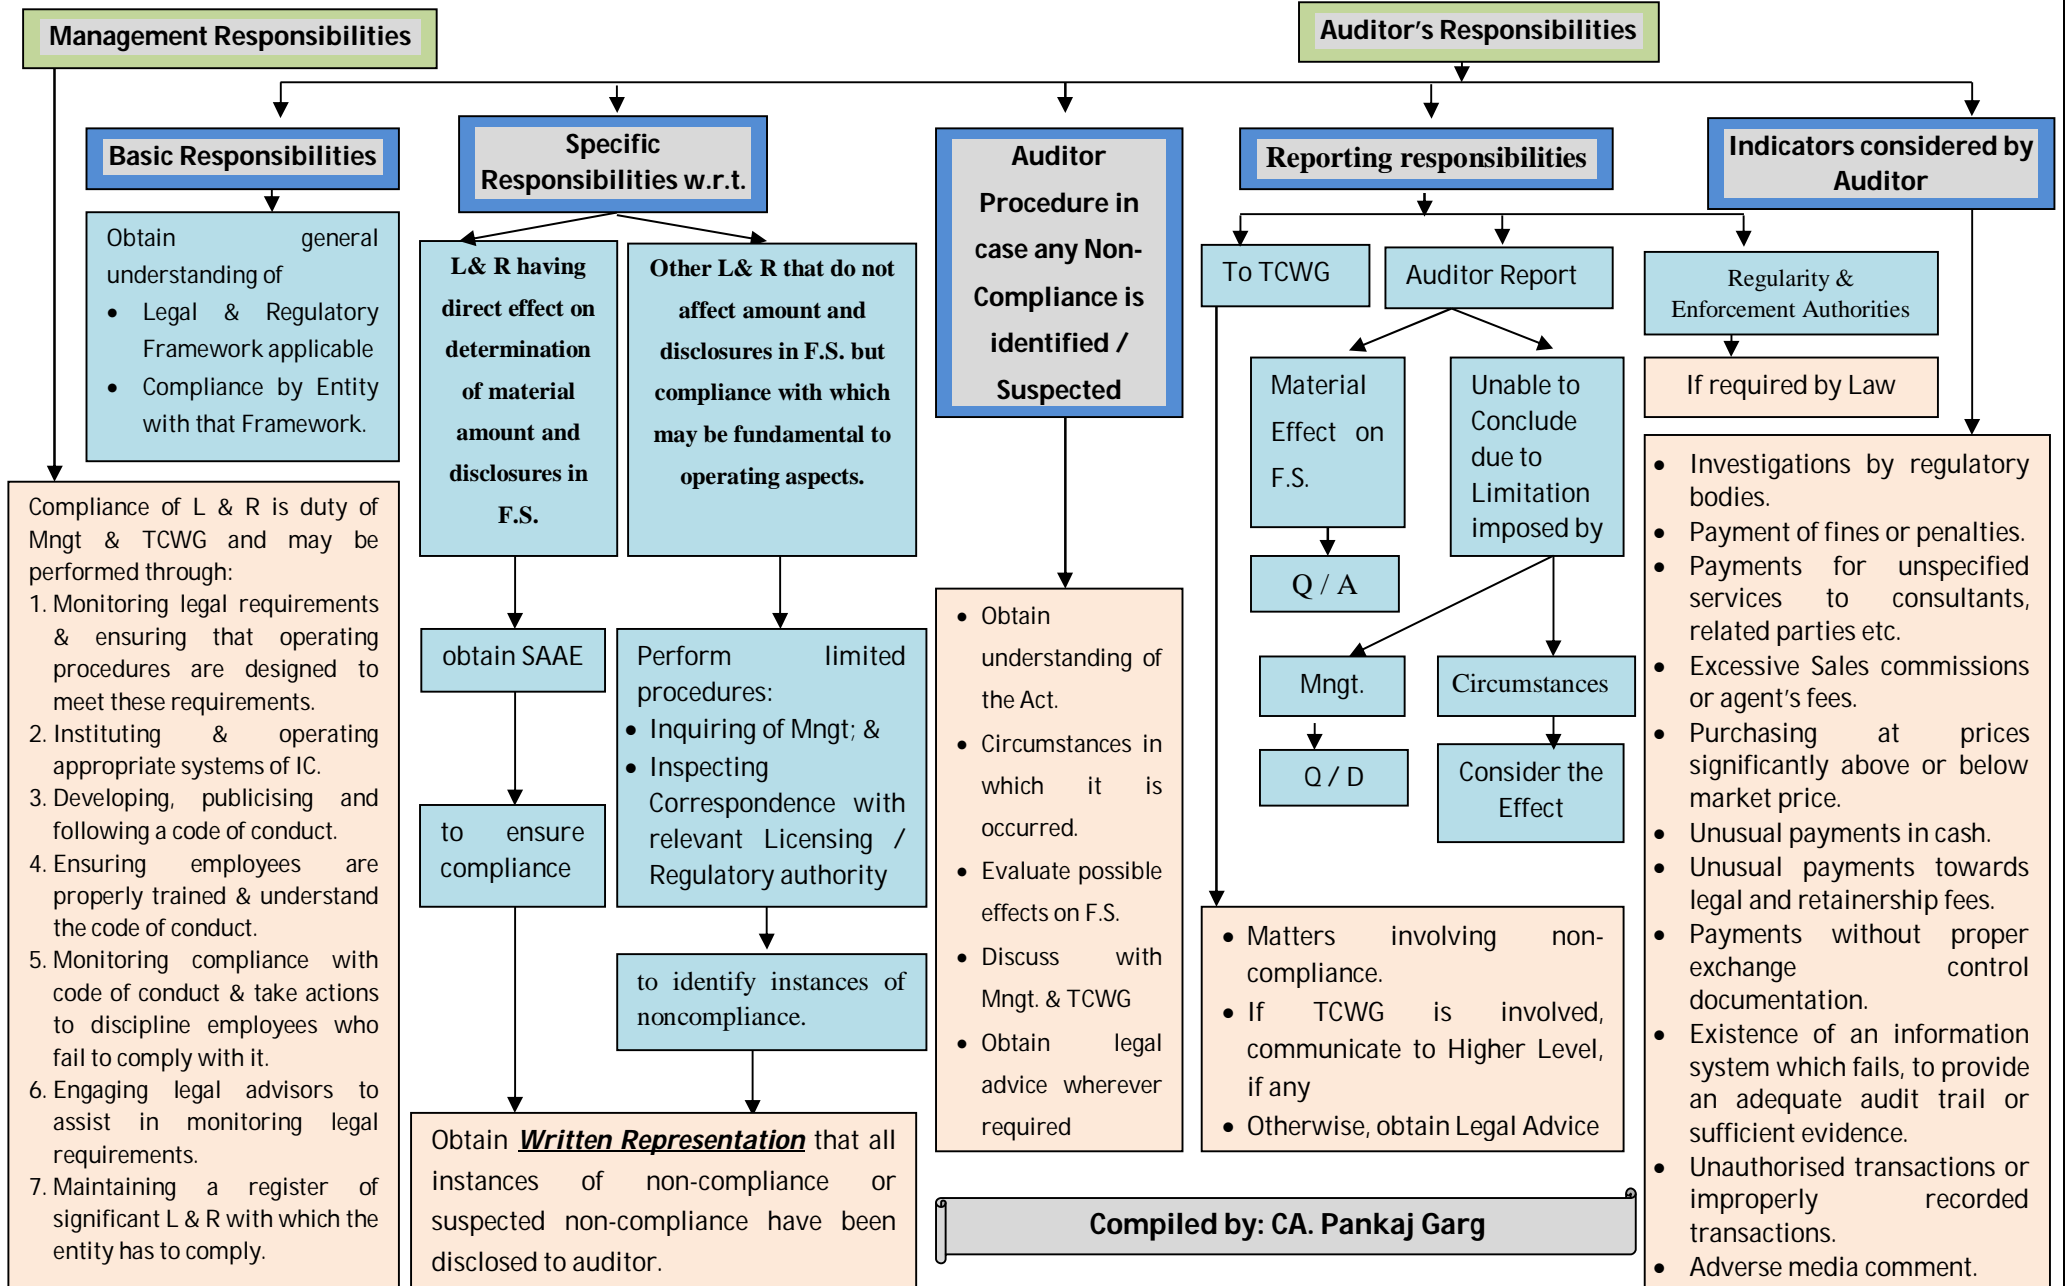 Management Responsibilities
Auditor's Responsibilities
Basic Responsibilities
Specific
Responsibilities w.r.t.
Auditor
Procedure in
case any Non-
Compliance is
identified /
Suspected
Reporting responsibilities
Indicators considered by
Auditor
Obtain general
understanding of
• Legal & Regulatory
Framework applicable
• Compliance by Entity
with that Framework.
L& R having
direct effect on
determination
of material
amount and
disclosures in
F.S.
Other L& R that do not
affect amount and
disclosures in F.S. but
compliance with which
may be fundamental to
operating aspects.
To TCWG
Auditor Report
Regularity &
Enforcement Authorities
If required by Law
Material
Effect on
F.S.
Unable to
Conclude
due to
Limitation
imposed by
Q / A
Mngt.
Circumstances
Q / D
Consider the
Effect
Compliance of L & R is duty of
Mngt & TCWG and may be
performed through:
1. Monitoring legal requirements
& ensuring that operating
procedures are designed to
meet these requirements.
2. Instituting & operating
appropriate systems of IC.
3. Developing, publicising and
following a code of conduct.
4. Ensuring employees are
properly trained & understand
the code of conduct.
5. Monitoring compliance with
code of conduct & take actions
to discipline employees who
fail to comply with it.
6. Engaging legal advisors to
assist in monitoring legal
requirements.
7. Maintaining a register of
significant L & R with which the
entity has to comply.
obtain SAAE
to ensure
compliance
Perform limited
procedures:
• Inquiring of Mngt; &
• Inspecting
Correspondence with
relevant Licensing /
Regulatory authority
to identify instances of
noncompliance.
Obtain Written Representation that all
instances of non-compliance or
suspected non-compliance have been
disclosed to auditor.
• Obtain
understanding of
the Act.
• Circumstances in
which it is
occurred.
• Evaluate possible
effects on F.S.
• Discuss with
Mngt. & TCWG
• Obtain legal
advice wherever
required
• Matters involving non-
compliance.
• If TCWG is involved,
communicate to Higher Level,
if any
• Otherwise, obtain Legal Advice
• Investigations by regulatory
bodies.
• Payment of fines or penalties.
• Payments for unspecified
services to consultants,
related parties etc.
• Excessive Sales commissions
or agent's fees.
• Purchasing at prices
significantly above or below
market price.
• Unusual payments in cash.
• Unusual payments towards
legal and retainership fees.
• Payments without proper
exchange control
documentation.
• Existence of an information
system which fails, to provide
an adequate audit trail or
sufficient evidence.
• Unauthorised transactions or
improperly recorded
transactions.
• Adverse media comment.
Compiled by: CA. Pankaj Garg